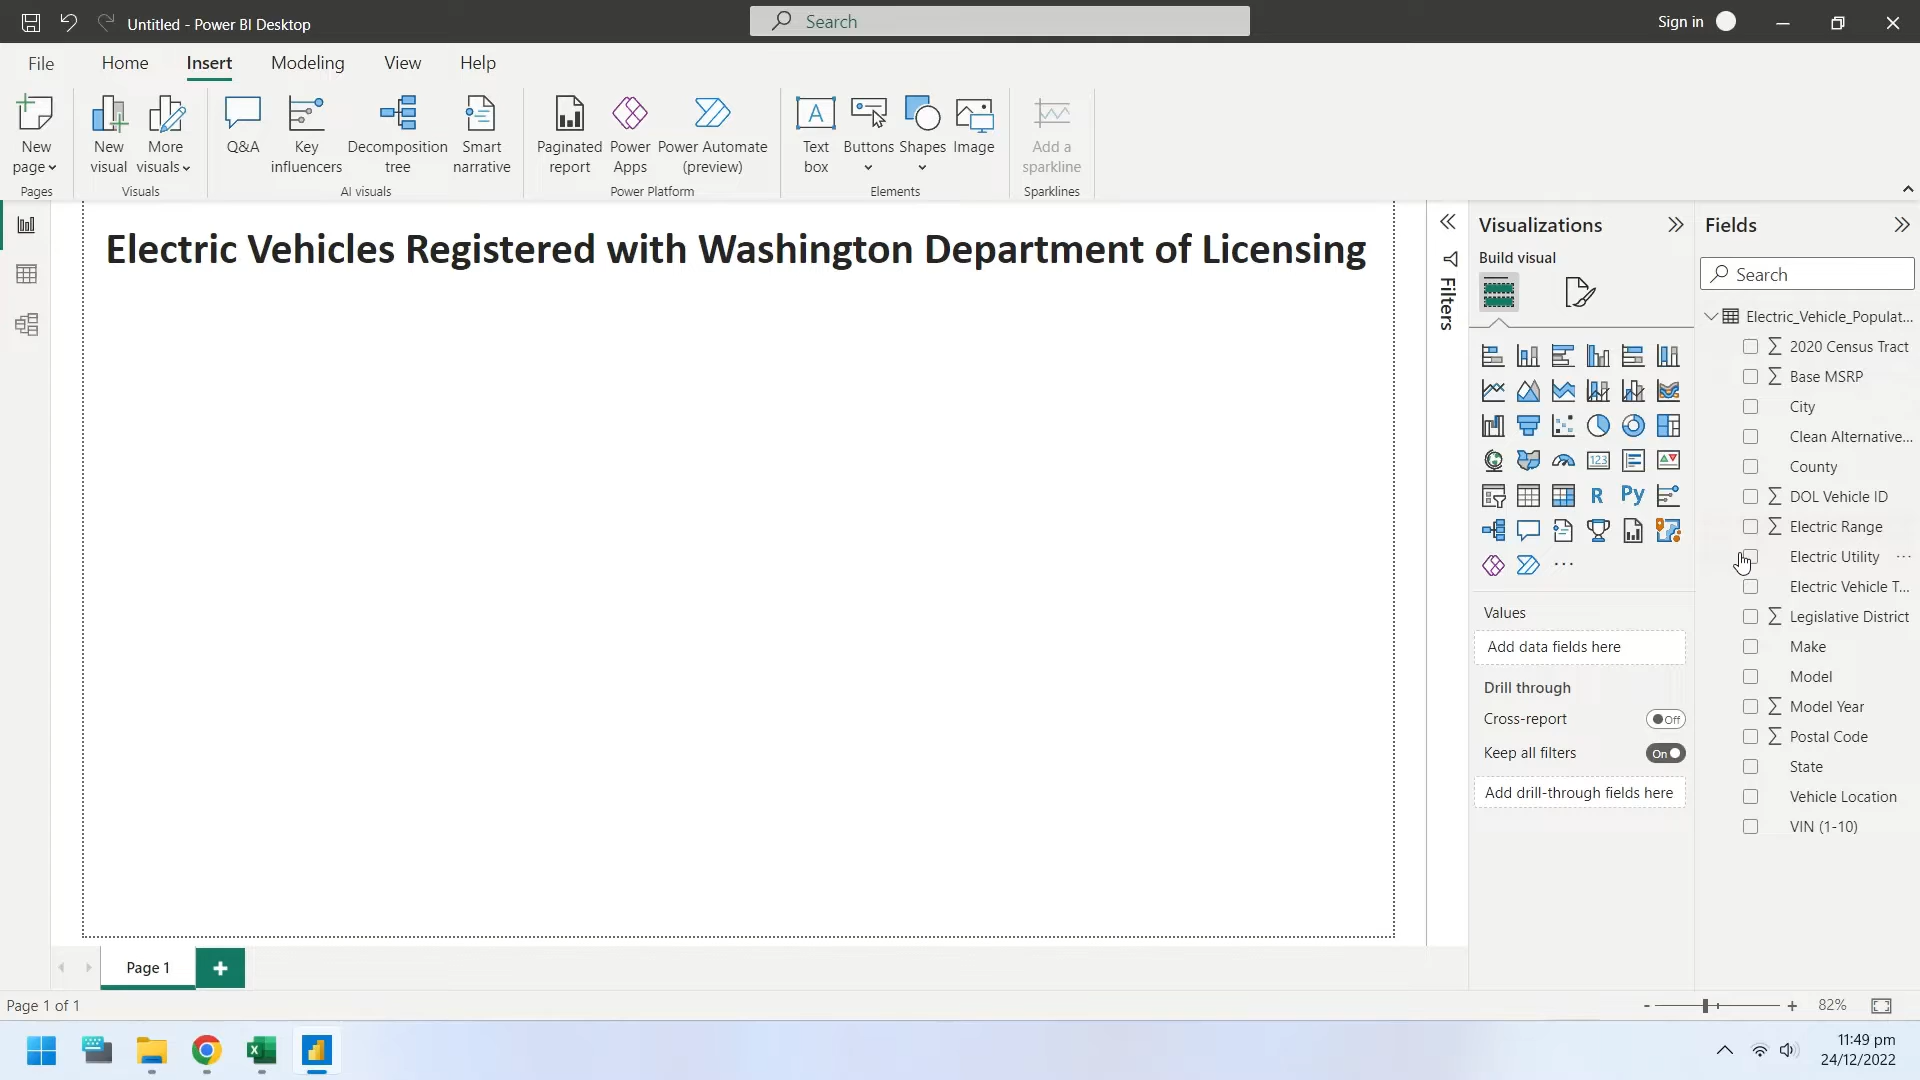 Untitled - Power BI Desktop
Search
Sign in
File
Home
Insert
Modeling
View
Help
New page
New visual
More visuals
Q&A
Key influencers
Decomposition tree
Smart narrative
Paginated report
Power Apps
Power Automate (preview)
Text box
Buttons
Shapes
Image
Add a sparkline
Pages
Visuals
AI visuals
Power Platform
Elements
Sparklines
Electric Vehicles Registered with Washington Department of Licensing
Filters
Visualizations
Build visual
123
R
Py
...
Values
Add data fields here
Drill through
Cross-report
Off
Keep all filters
On
Add drill-through fields here
Fields
Search
Electric_Vehicle_Populat...
2020 Census Tract
Base MSRP
City
Clean Alternative...
County
DOL Vehicle ID
Electric Range
Electric Utility ...
Electric Vehicle T...
Legislative District
Make
Model
Model Year
Postal Code
State
Vehicle Location
VIN (1-10)
Page 1
+
Page 1 of 1
- + 82%
11:49 pm
24/12/2022